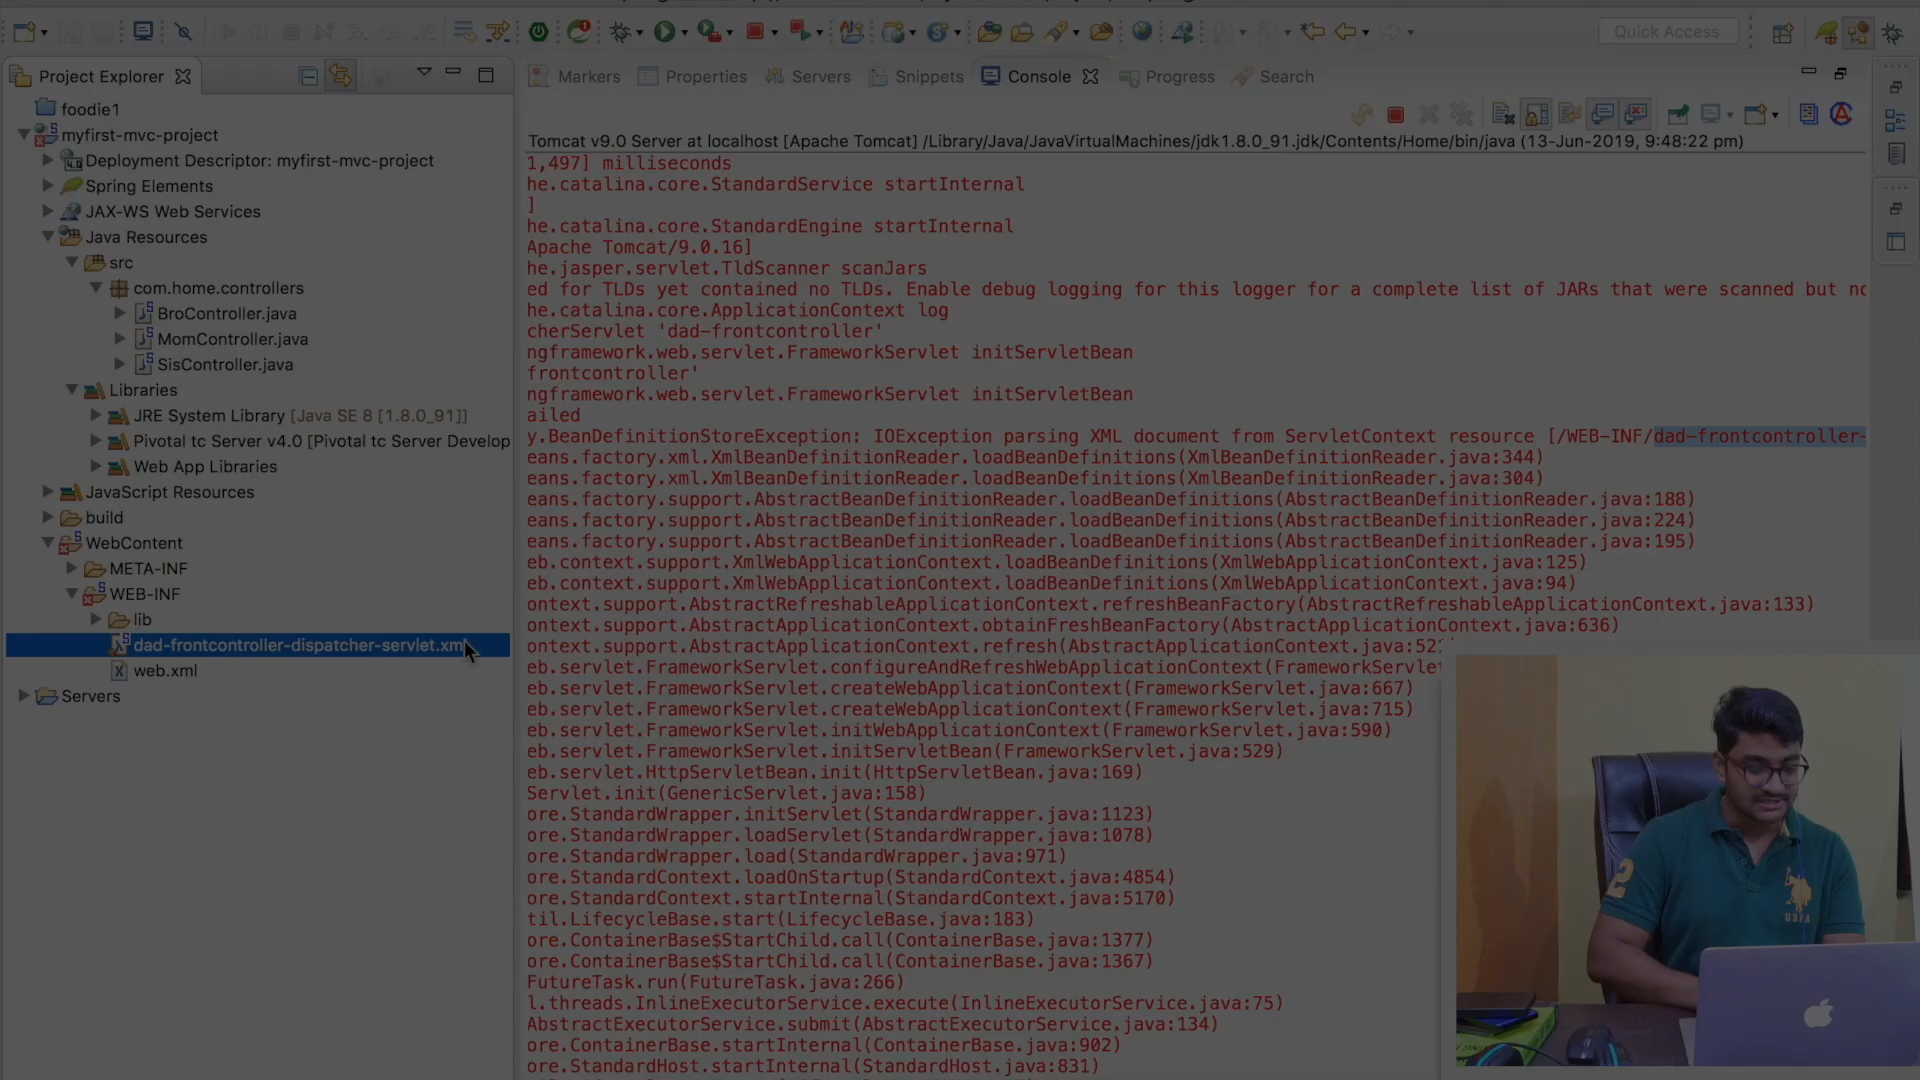 Quick Access
Project Explorer
Markers
Properties
Servers
Snippets
Console
Progress
Search
foodie1
myfirst-mvc-project
Deployment Descriptor: myfirst-mvc-project
Spring Elements
JAX-WS Web Services
Java Resources
src
com.home.controllers
BroController.java
MomController.java
SisController.java
Libraries
JRE System Library [Java SE 8 [1.8.0_91]]
Pivotal tc Server v4.0 [Pivotal tc Server Develop
Web App Libraries
JavaScript Resources
build
WebContent
META-INF
WEB-INF
lib
dad-frontcontroller-dispatcher-servlet.xml
web.xml
Servers
Tomcat v9.0 Server at localhost [Apache Tomcat] /Library/Java/JavaVirtualMachines/jdk1.8.0_91.jdk/Contents/Home/bin/java (13-Jun-2019, 9:48:22 pm)
1,497] milliseconds
he.catalina.core.StandardService startInternal
]
he.catalina.core.StandardEngine startInternal
Apache Tomcat/9.0.16]
he.jasper.servlet.TldScanner scanJars
ed for TLDs yet contained no TLDs. Enable debug logging for this logger for a complete list of JARs that were scanned but no
he.catalina.core.ApplicationContext log
cherServlet 'dad-frontcontroller'
ngframework.web.servlet.FrameworkServlet initServletBean
frontcontroller'
ngframework.web.servlet.FrameworkServlet initServletBean
ailed
y.BeanDefinitionStoreException: IOException parsing XML document from ServletContext resource [/WEB-INF/dad-frontcontroller-
eans.factory.xml.XmlBeanDefinitionReader.loadBeanDefinitions(XmlBeanDefinitionReader.java:344)
eans.factory.xml.XmlBeanDefinitionReader.loadBeanDefinitions(XmlBeanDefinitionReader.java:304)
eans.factory.support.AbstractBeanDefinitionReader.loadBeanDefinitions(AbstractBeanDefinitionReader.java:188)
eans.factory.support.AbstractBeanDefinitionReader.loadBeanDefinitions(AbstractBeanDefinitionReader.java:224)
eans.factory.support.AbstractBeanDefinitionReader.loadBeanDefinitions(AbstractBeanDefinitionReader.java:195)
eb.context.support.XmlWebApplicationContext.loadBeanDefinitions(XmlWebApplicationContext.java:125)
eb.context.support.XmlWebApplicationContext.loadBeanDefinitions(XmlWebApplicationContext.java:94)
ontext.support.AbstractRefreshableApplicationContext.refreshBeanFactory(AbstractRefreshableApplicationContext.java:133)
ontext.support.AbstractApplicationContext.obtainFreshBeanFactory(AbstractApplicationContext.java:636)
ontext.support.AbstractApplicationContext.refresh(AbstractApplicationContext.java:52
eb.servlet.FrameworkServlet.configureAndRefreshWebApplicationContext(FrameworkServlet
eb.servlet.FrameworkServlet.createWebApplicationContext(FrameworkServlet.java:667)
eb.servlet.FrameworkServlet.createWebApplicationContext(FrameworkServlet.java:715)
eb.servlet.FrameworkServlet.initWebApplicationContext(FrameworkServlet.java:590)
eb.servlet.FrameworkServlet.initServletBean(FrameworkServlet.java:529)
eb.servlet.HttpServletBean.init(HttpServletBean.java:169)
Servlet.init(GenericServlet.java:158)
ore.StandardWrapper.initServlet(StandardWrapper.java:1123)
ore.StandardWrapper.loadServlet(StandardWrapper.java:1078)
ore.StandardWrapper.load(StandardWrapper.java:971)
ore.StandardContext.loadOnStartup(StandardContext.java:4854)
ore.StandardContext.startInternal(StandardContext.java:5170)
til.LifecycleBase.start(LifecycleBase.java:183)
ore.ContainerBase$StartChild.call(ContainerBase.java:1377)
ore.ContainerBase$StartChild.call(ContainerBase.java:1367)
FutureTask.run(FutureTask.java:266)
l.threads.InlineExecutorService.execute(InlineExecutorService.java:75)
AbstractExecutorService.submit(AbstractExecutorService.java:134)
ore.ContainerBase.startInternal(ContainerBase.java:902)
ore.StandardHost.startInternal(StandardHost.java:831)
2
USPA